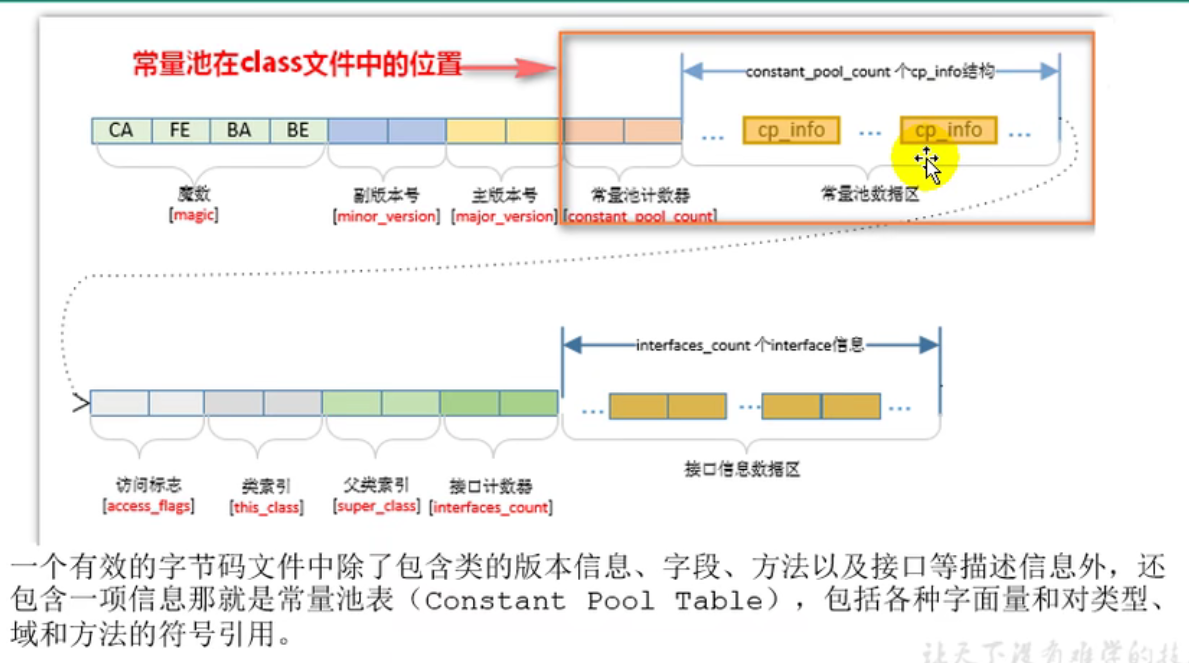 常量池在class文件中的位置
constant_pool_count 个cp_info结构
CA FE BA BE ... cp_info ... cp_info ...
魔数 副版本号 主版本号 常量池计数器 常量池数据区
[magic] [minor_version] [major_version] [constant_pool_count]
interfaces_count 个interface信息
... ... ...
访问标志 类索引 父类索引 接口计数器 接口信息数据区
[access_flags] [this_class] [super_class] [interfaces_count]
一个有效的字节码文件中除了包含类的版本信息、字段、方法以及接口等描述信息外，还
包含一项信息那就是常量池表（Constant Pool Table），包括各种字面量和对类型、
域和方法的符号引用。
让天下没有难学的技